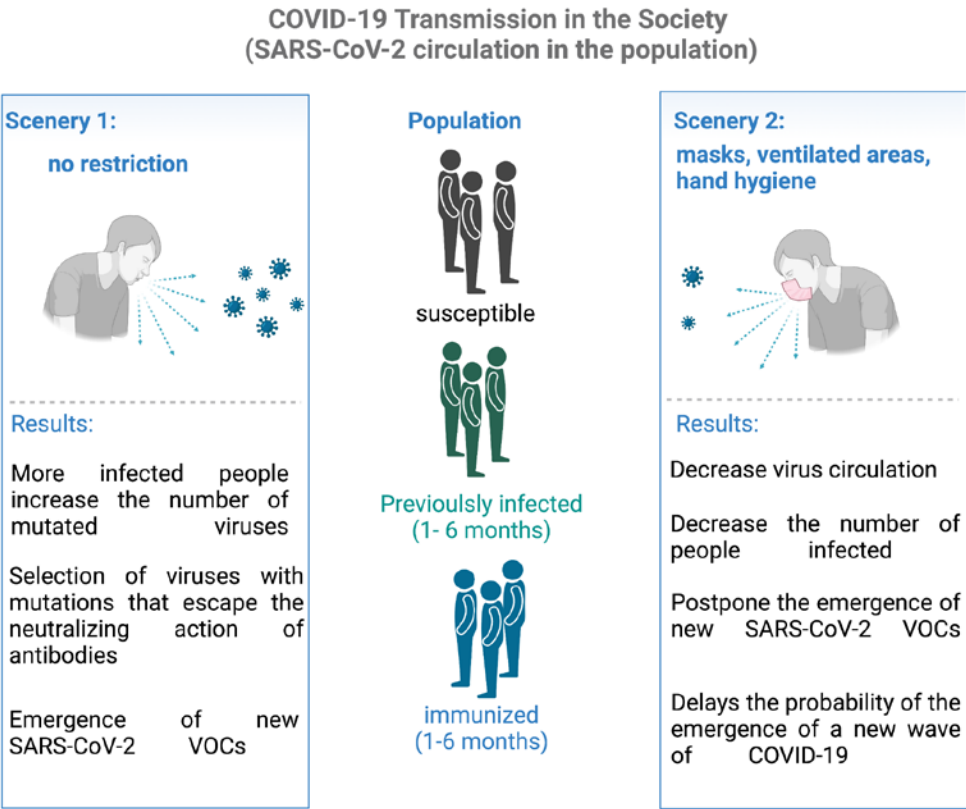 COVID-19 Transmission in the Society
(SARS-CoV-2 circulation in the population)
Scenery 1:
no restriction
Results:
More infected people
increase the number of
mutated viruses
Selection of viruses with
mutations that escape the
neutralizing action of
antibodies
Emergence of new
SARS-CoV-2 VOCs
Population
susceptible
Previoulsly infected
(1- 6 months)
immunized
(1-6 months)
Scenery 2:
masks, ventilated areas,
hand hygiene
Results:
Decrease virus circulation
Decrease the number of
people infected
Postpone the emergence of
new SARS-CoV-2 VOCs
Delays the probability of the
emergence of a new wave
of COVID-19